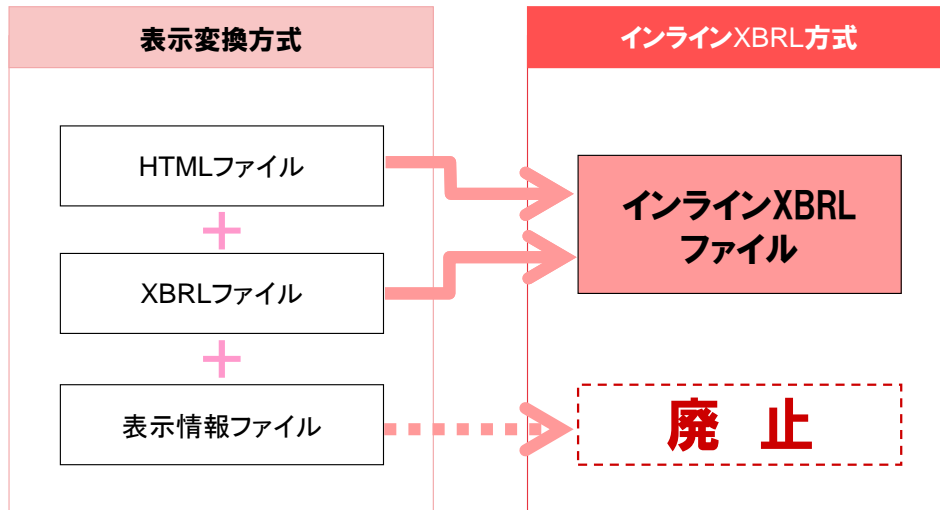 表示変換方式
インラインXBRL方式
HTMLファイル
+
XBRLファイル
+
表示情報ファイル
インラインXBRL
ファイル
廃 止